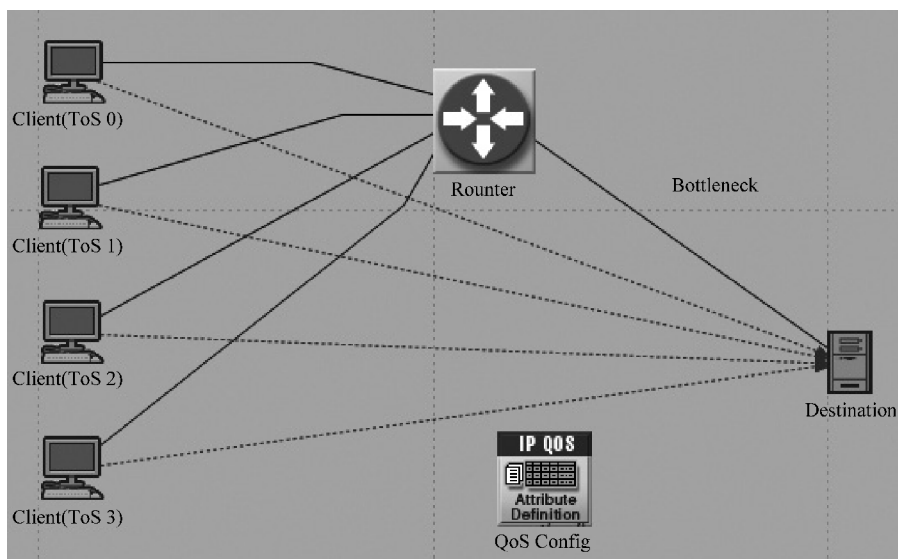 Client(ToS 0)
Rounter
Bottleneck
Client(ToS 1)
Client(ToS 2)
Destination
IP QOS
Attribute
Definition
Client(ToS 3)
QoS Config